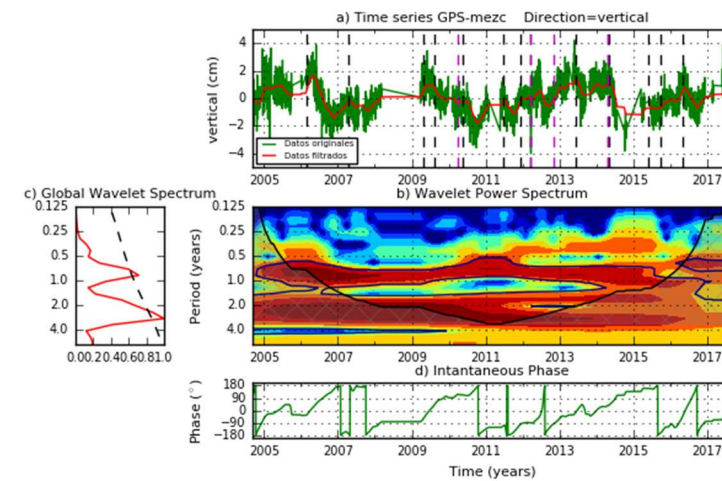 a) Time series GPS-mezc Direction=vertical
vertical (cm)
4
2
0
−2
−4
Datos originales
Datos filtrados
2005 2007 2009 2011 2013 2015 2017
c) Global Wavelet Spectrum
0.125
0.25
0.5
1.0
2.0
4.0
0.00.20.40.60.81.0
b) Wavelet Power Spectrum
Period (years)
0.125
0.25
0.5
1.0
2.0
4.0
2005 2007 2009 2011 2013 2015 2017
d) Intantaneous Phase
Phase (°)
180
90
0
−90
−180
2005 2007 2009 2011 2013 2015 2017
Time (years)